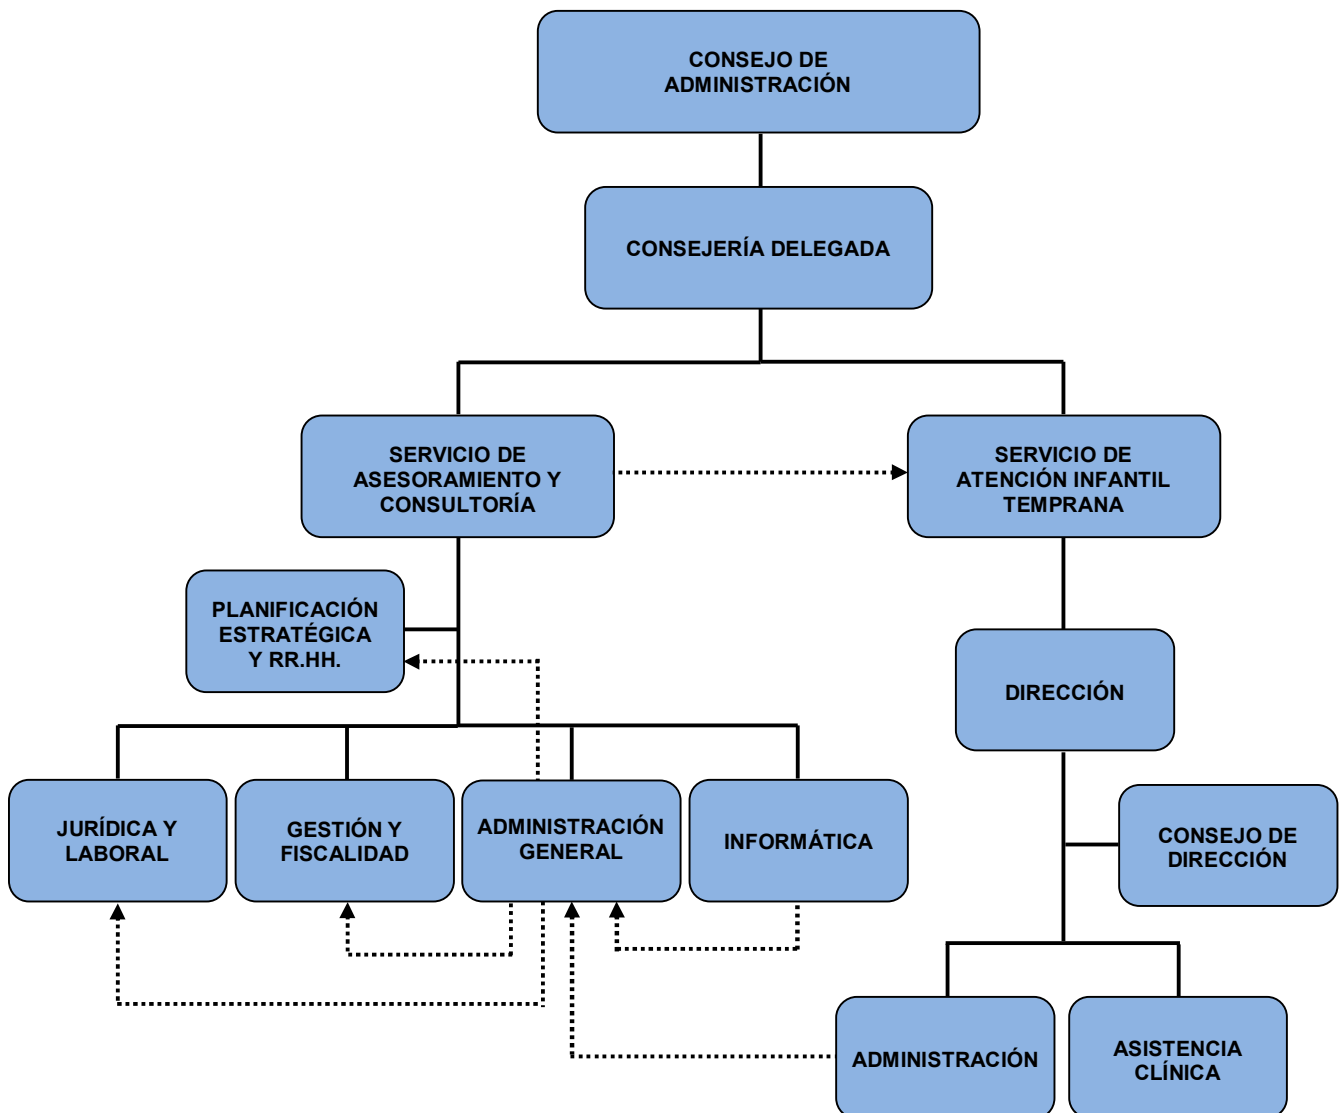 CONSEJO DE
ADMINISTRACIÓN
CONSEJERÍA DELEGADA
SERVICIO DE
ASESORAMIENTO Y
CONSULTORÍA
SERVICIO DE
ATENCIÓN INFANTIL
TEMPRANA
PLANIFICACIÓN
ESTRATÉGICA
Y RR.HH.
DIRECCIÓN
JURÍDICA Y
LABORAL
GESTIÓN Y
FISCALIDAD
ADMINISTRACIÓN
GENERAL
INFORMÁTICA
CONSEJO DE
DIRECCIÓN
ADMINISTRACIÓN
ASISTENCIA
CLÍNICA